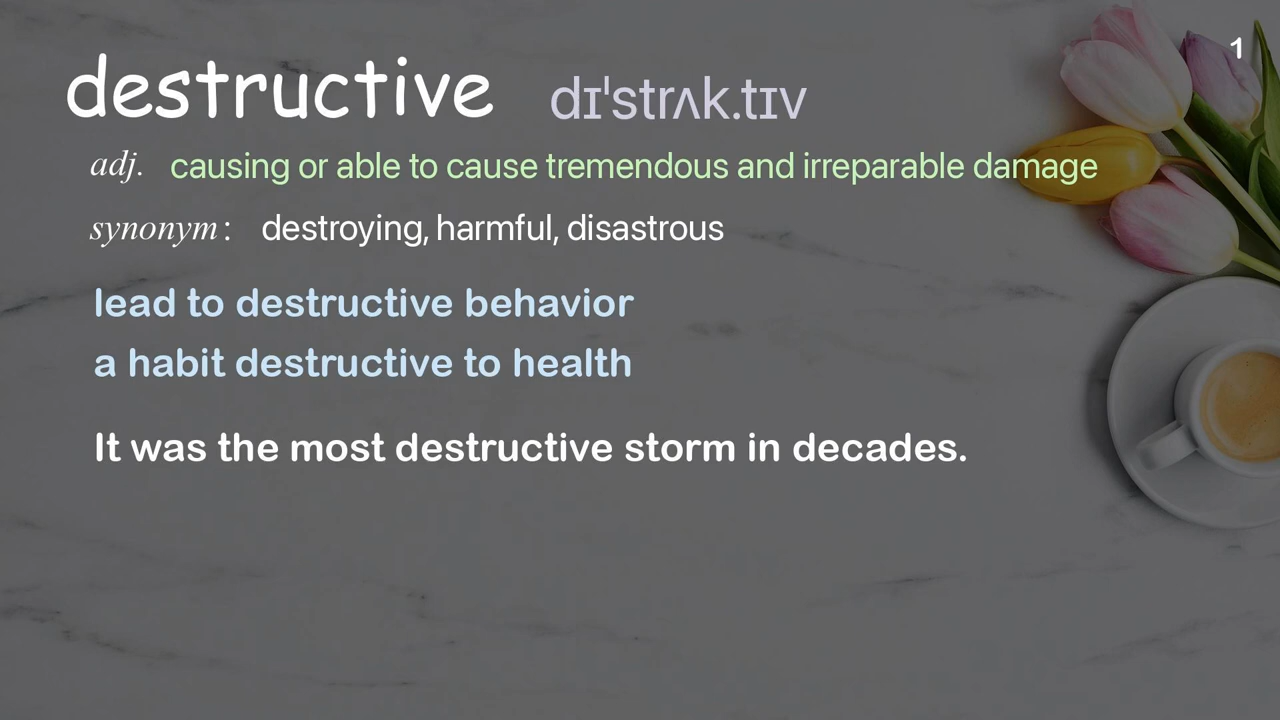 1
destructive dɪˈstrʌk.tɪv
adj. causing or able to cause tremendous and irreparable damage
synonym: destroying, harmful, disastrous
lead to destructive behavior
a habit destructive to health
It was the most destructive storm in decades.